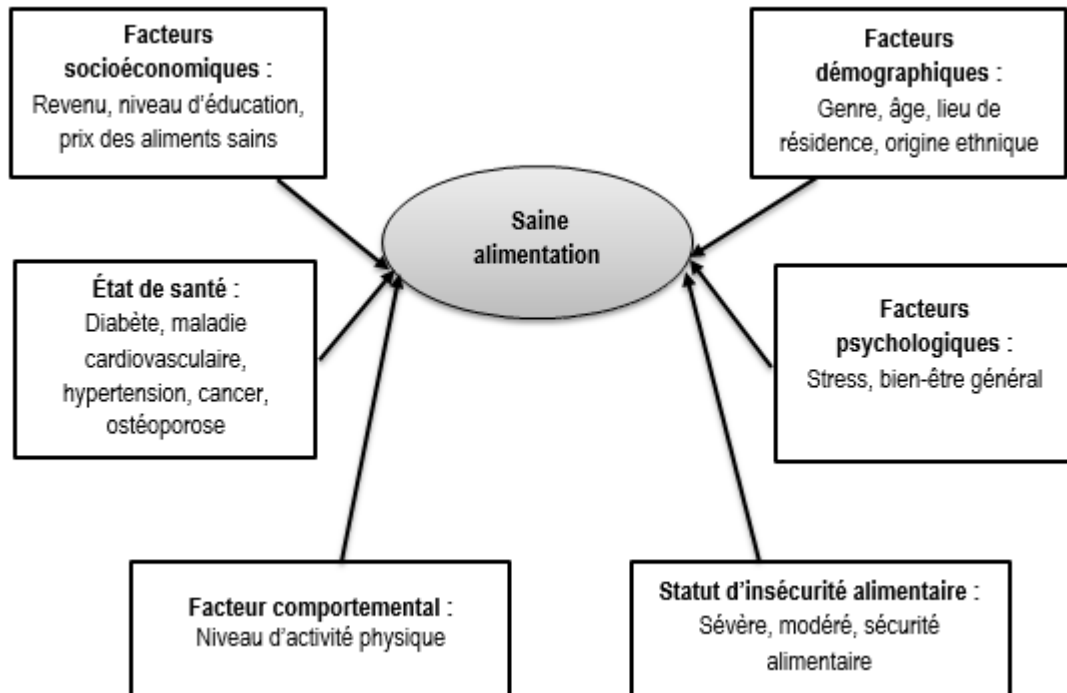 Facteurs
socioéconomiques :
Revenu, niveau d'éducation,
prix des aliments sains
Facteurs
démographiques :
Genre, âge, lieu de
résidence, origine ethnique
Saine
alimentation
État de santé :
Diabète, maladie
cardiovasculaire,
hypertension, cancer,
ostéoporose
Facteurs
psychologiques :
Stress, bien-être général
Facteur comportemental :
Niveau d'activité physique
Statut d'insécurité alimentaire :
Sévère, modéré, sécurité
alimentaire